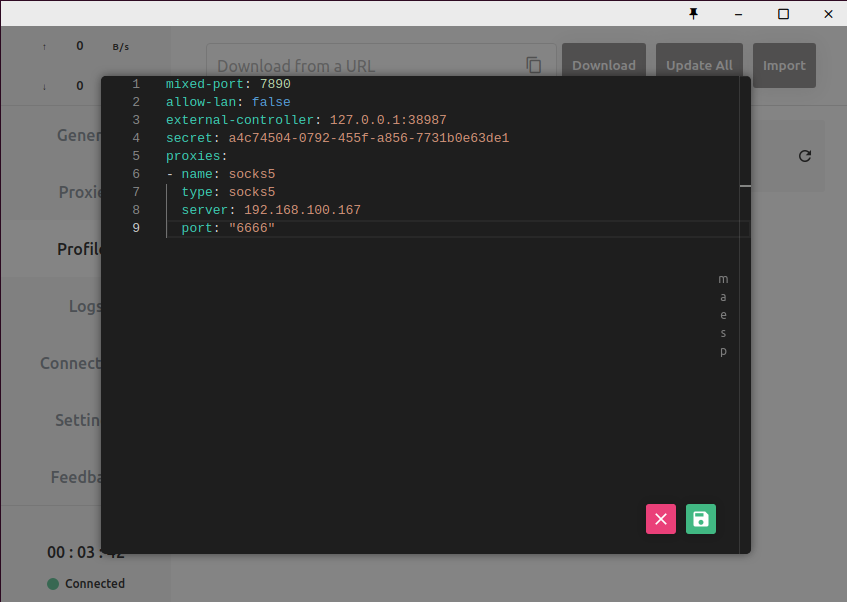 ↑ 0 B/s
↓ 0
Download from a URL
Download
Update All
Import
Gener
Proxie
Profile
Logs
Connect
Settin
Feedba
00 : 03 : 42
Connected
1 mixed-port: 7890
2 allow-lan: false
3 external-controller: 127.0.0.1:38987
4 secret: a4c74504-0792-455f-a856-7731b0e63de1
5 proxies:
6 - name: socks5
7 type: socks5
8 server: 192.168.100.167
9 port: "6666"
m
a
e
s
p